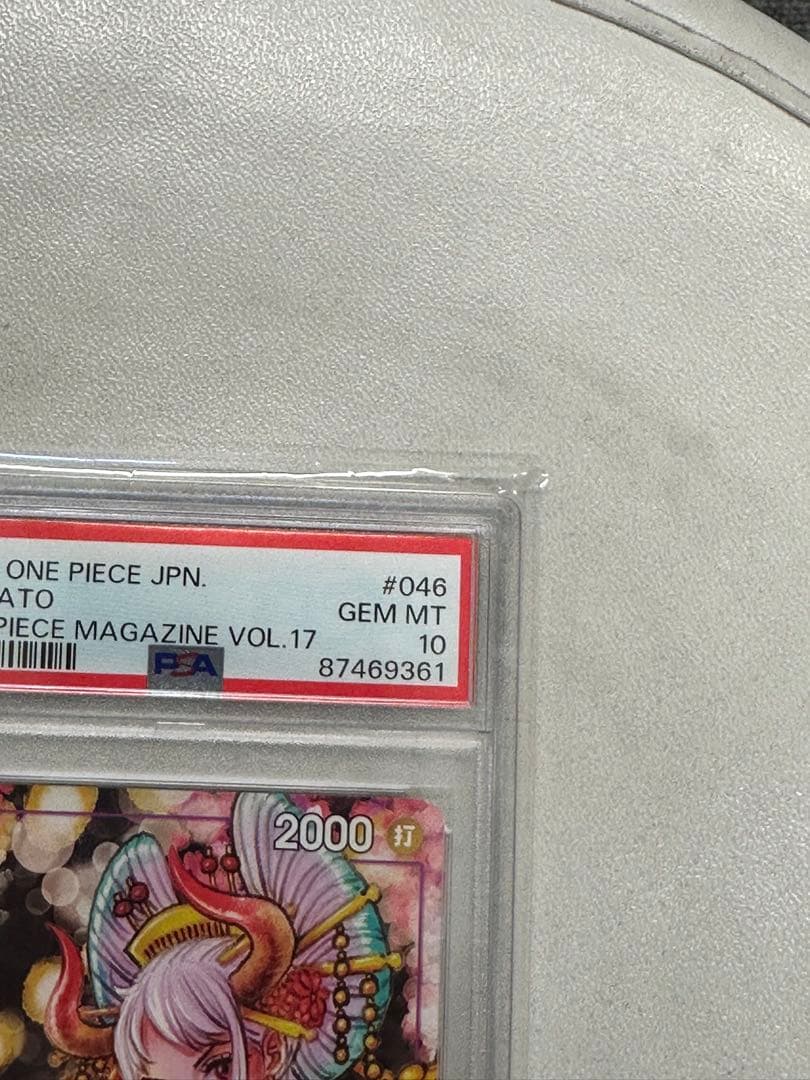 ONE PIECE JPN.
#046
ATO
GEM MT
PIECE MAGAZINE VOL.17
10
PSA
87469361
2000 打